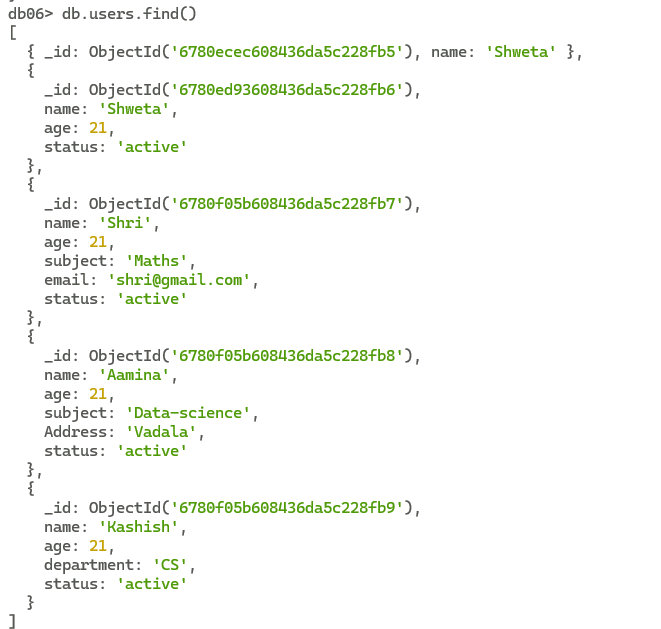 db06> db.users.find()
[
  { _id: ObjectId('6780ecec608436da5c228fb5'), name: 'Shweta' },
  {
    _id: ObjectId('6780ed93608436da5c228fb6'),
    name: 'Shweta',
    age: 21,
    status: 'active'
  },
  {
    _id: ObjectId('6780f05b608436da5c228fb7'),
    name: 'Shri',
    age: 21,
    subject: 'Maths',
    email: 'shri@gmail.com',
    status: 'active'
  },
  {
    _id: ObjectId('6780f05b608436da5c228fb8'),
    name: 'Aamina',
    age: 21,
    subject: 'Data-science',
    Address: 'Vadala',
    status: 'active'
  },
  {
    _id: ObjectId('6780f05b608436da5c228fb9'),
    name: 'Kashish',
    age: 21,
    department: 'CS',
    status: 'active'
  }
]